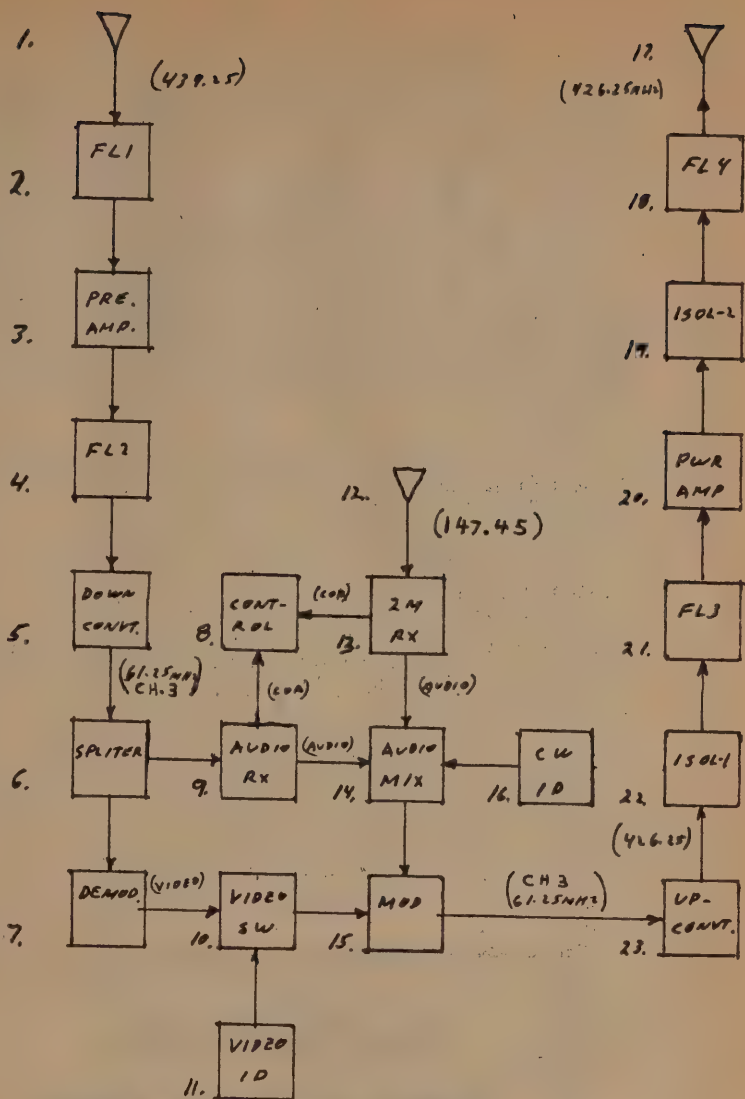 1.
(439.25)
2.
FL1
3.
PRE.
AMP.
4.
FL2
5.
DOWN
CONVT.
(61.25MHZ
CH.3)
6.
SPLITER
7.
DEMOD.
(VIDEO)
8.
CONT-
ROL
(COR)
(COR)
9.
AUDIO
RX
(AUDIO)
10.
VIDEO
SW
11.
VIDEO
ID
12.
(147.45)
13.
2M
RX
(AUDIO)
14.
AUDIO
MIX
15.
MOD
16.
CW
ID
(CH3
61.25MHZ)
17.
(426.25MHZ)
18.
FL4
19.
ISOL-2
20.
PWR
AMP
21.
FL3
22.
ISOL-1
(426.25)
23.
UP-
CONVT.